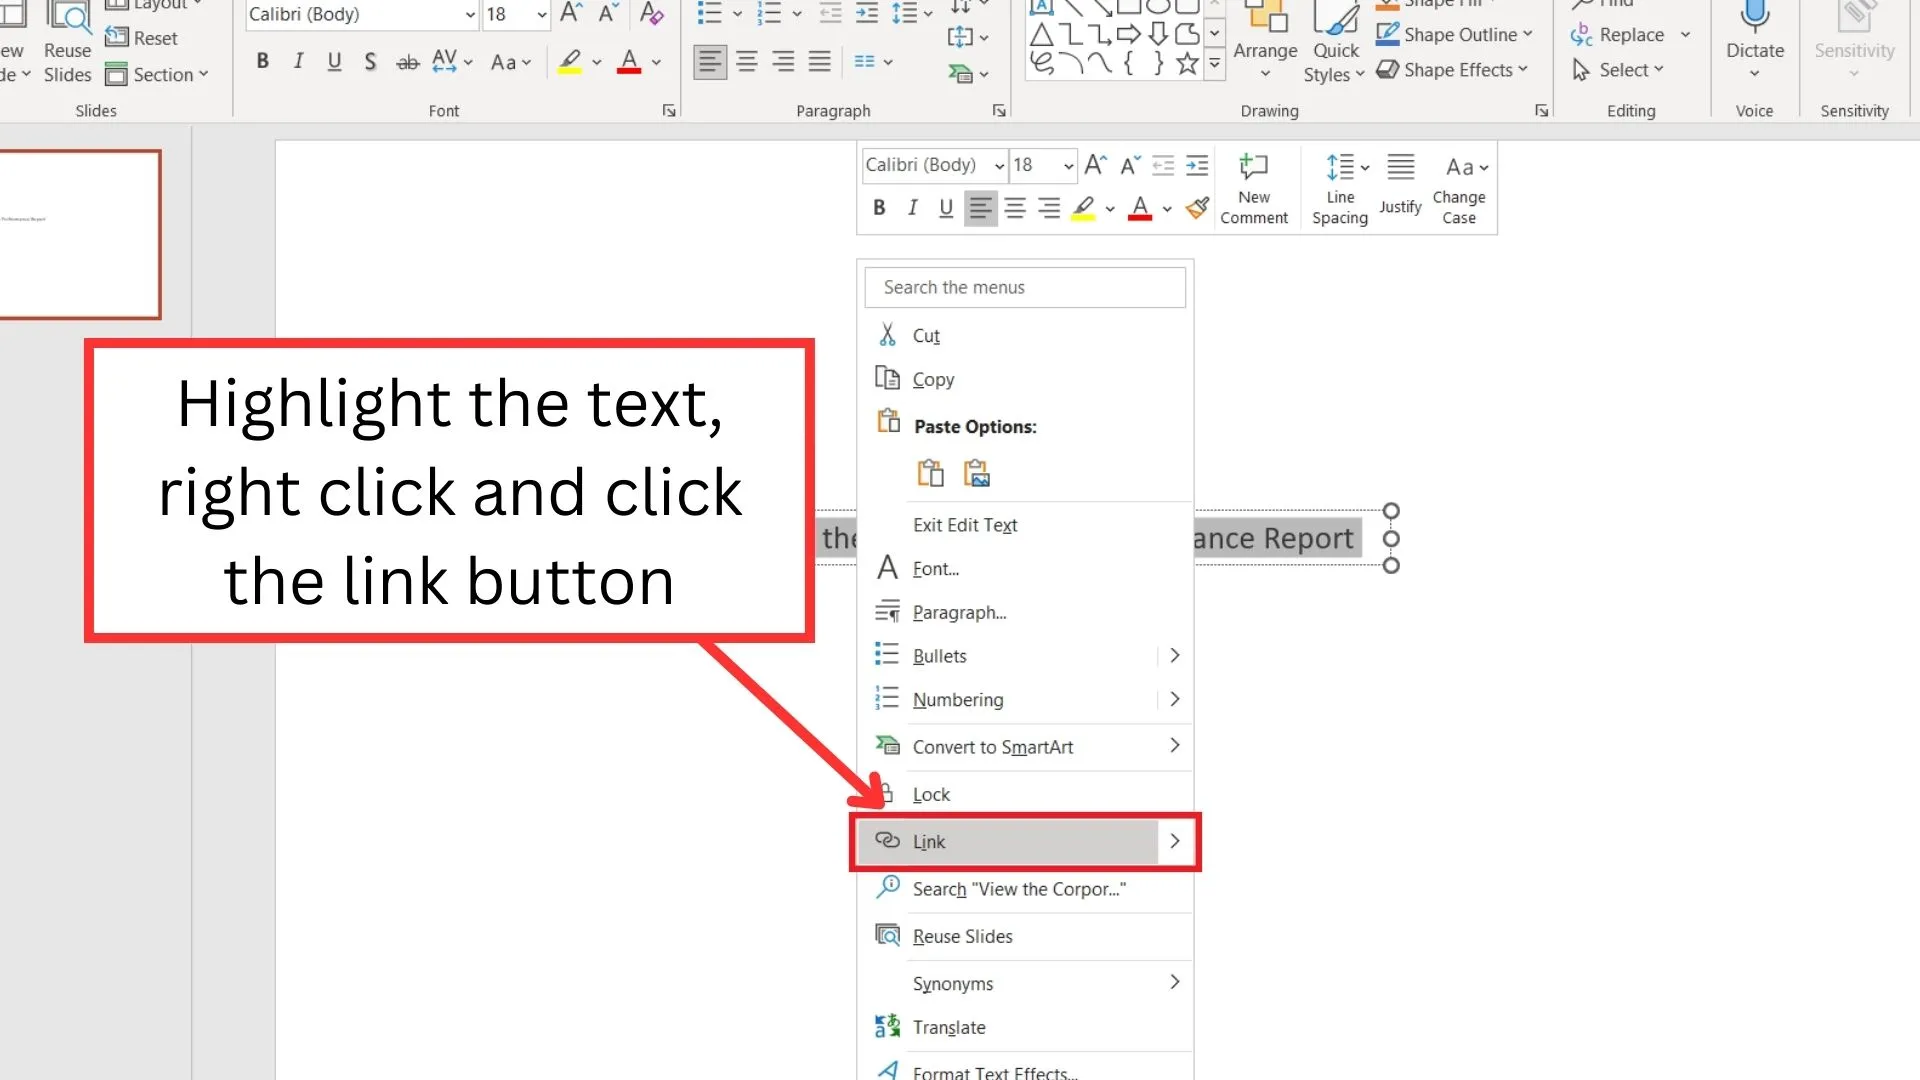 Layout
Calibri (Body) 18
Find
Reuse
Slides
Reset
Section
B I U S ab AV Aa A
Arrange
Quick
Styles
Shape Outline
Shape Effects
Replace
Select
Dictate
Sensitivity
Slides
Font
Paragraph
Drawing
Editing
Voice
Sensitivity
Calibri (Body) 18
B I U A
New
Comment
Line
Spacing
Justify
Aa
Change
Case
Performance Report
Search the menus
Cut
Copy
Paste Options:
Exit Edit Text
Font...
Paragraph...
Bullets
Numbering
Convert to SmartArt
Lock
Link
Search "View the Corpor..."
Reuse Slides
Synonyms
Translate
Format Text Effects...
Highlight the text,
right click and click
the link button
the
ance Report